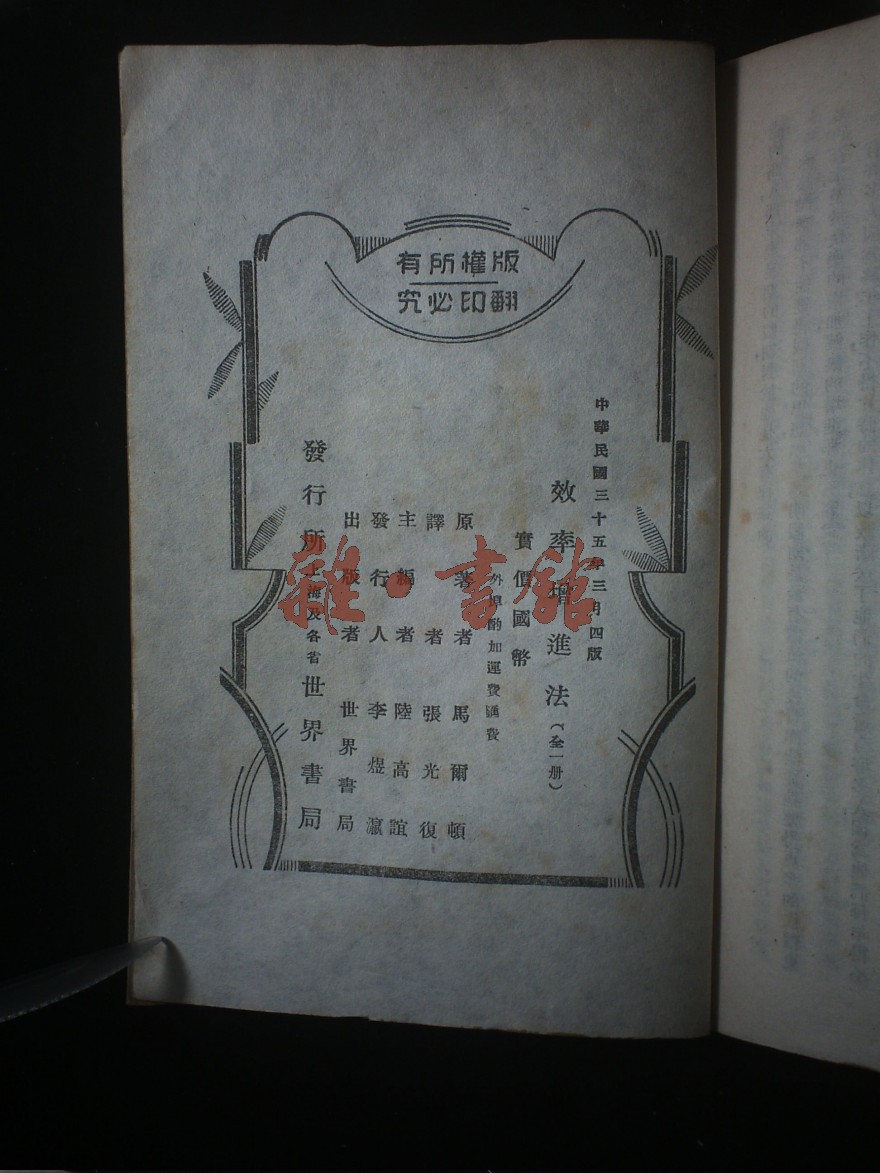 版權所有
翻印必究
中華民國三十五年三月四版
效率增進法(全一册)
實價國幣
外埠酌加運費滙費
原著者 馬爾頓
譯者 張光復
主編者 陸高誼
發行人 李煜瀛
出版者 世界書局
發行所 上海及各省 世界書局
雜·書館